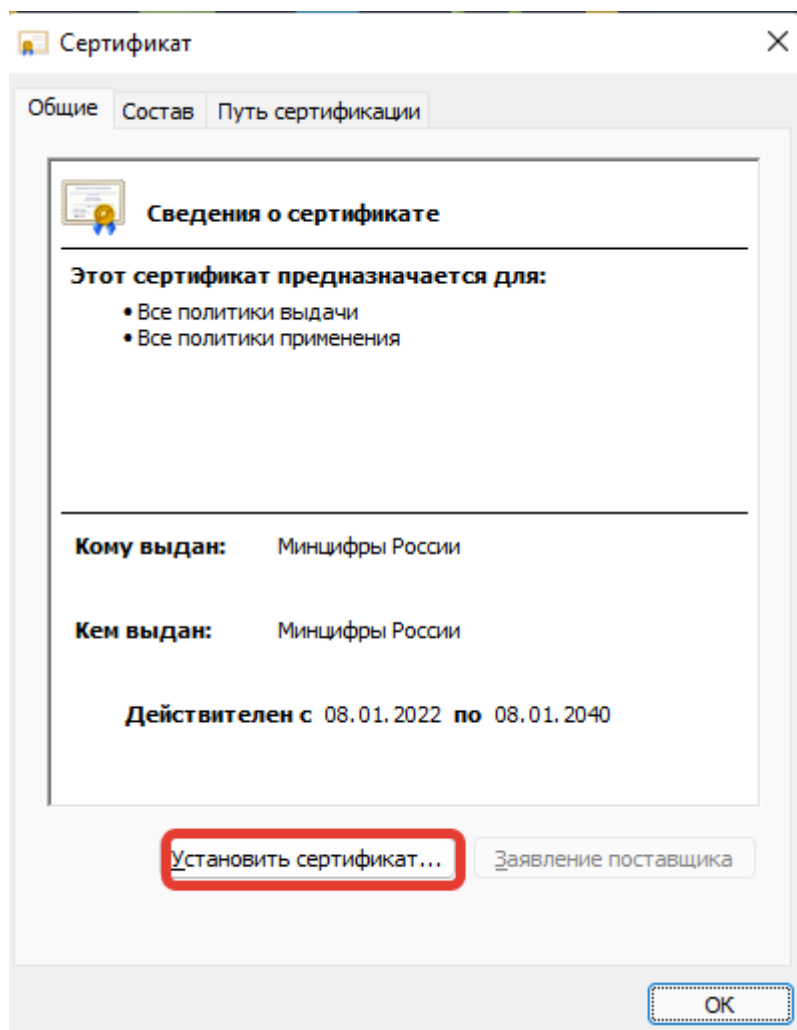 Сертификат
Общие Состав Путь сертификации
Сведения о сертификате
Этот сертификат предназначается для:
• Все политики выдачи
• Все политики применения
Кому выдан: Минцифры России
Кем выдан: Минцифры России
Действителен с 08.01.2022 по 08.01.2040
Установить сертификат... Заявление поставщика
ОК